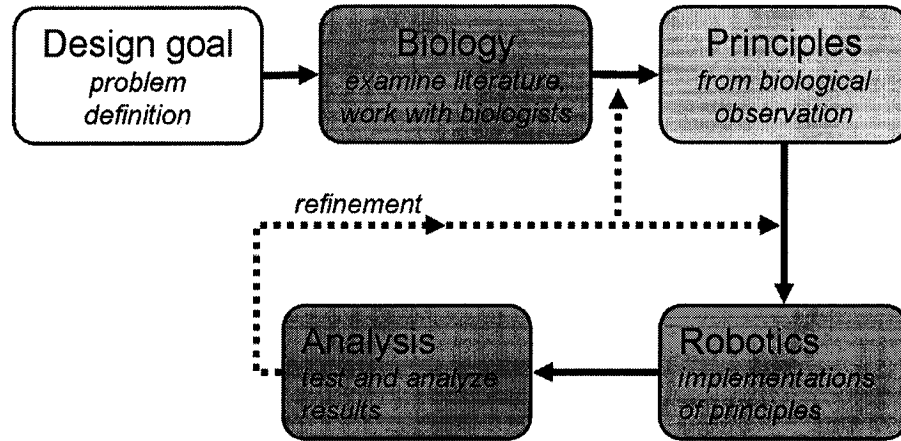 Design goal
problem
definition
Biology
examine literature,
work with biologists
Principles
from biological
observation
refinement
Analysis
test and analyze
results
Robotics
implementations
of principles